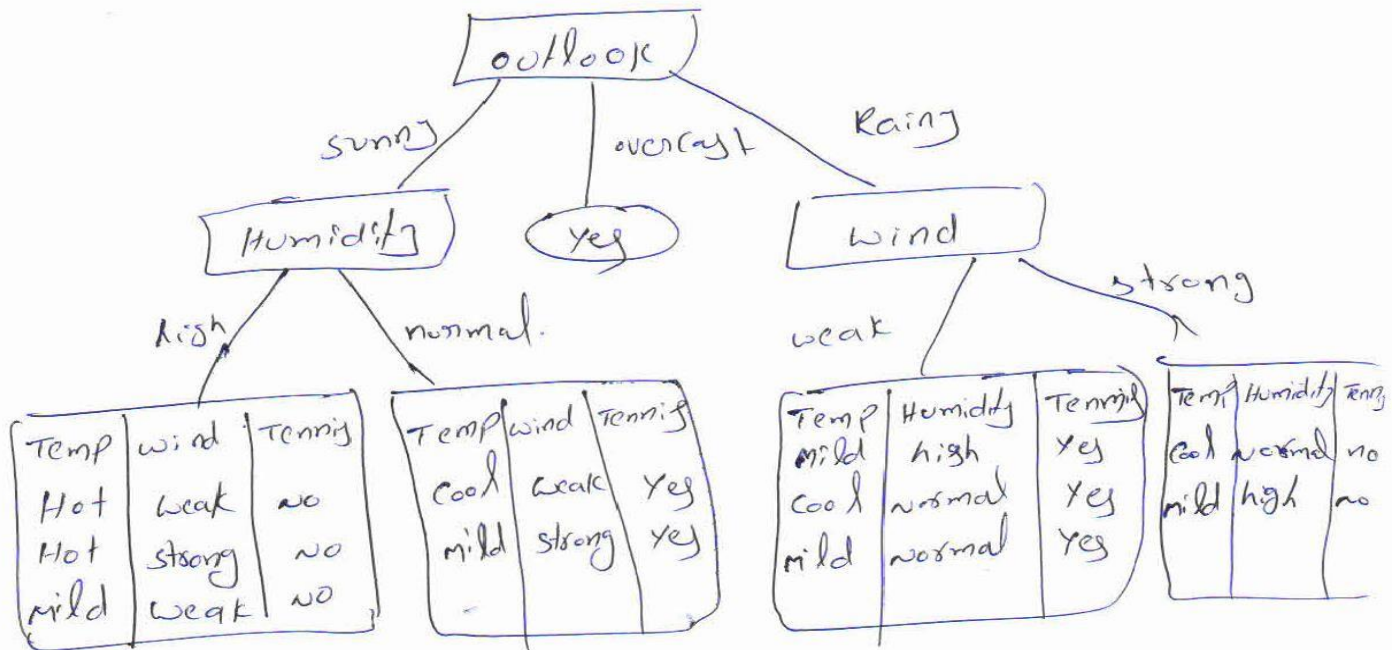 outlook
sunny
overcast
Rainy
Humidity
Yes
wind
high
normal.
weak
strong
Temp wind Tennis
Hot weak no
Hot strong no
mild weak no
Temp wind Tennis
cool weak yes
mild strong yes
Temp Humidity Tennis
mild high yes
cool normal yes
mild normal yes
Temp Humidity Tennis
cool normal no
mild high no